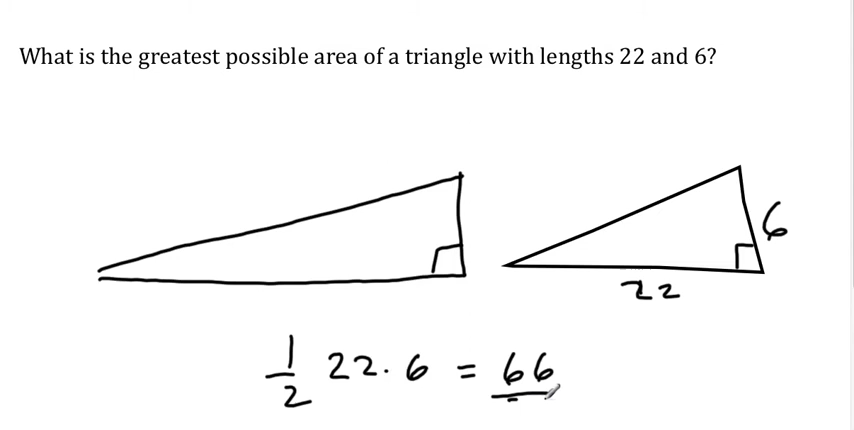 What is the greatest possible area of a triangle with lengths 22 and 6?
6
22
1/2 22 . 6 = 66